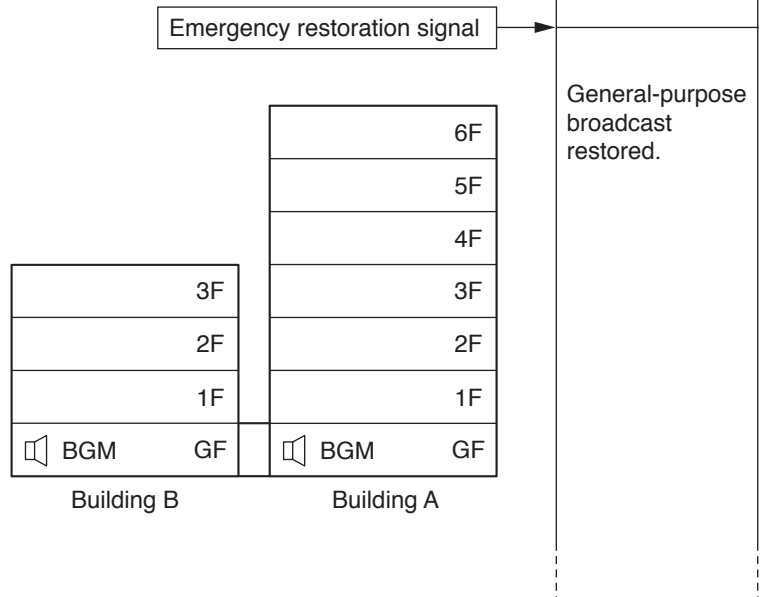 Emergency restoration signal
General-purpose
broadcast
restored.
6F
5F
4F
3F
2F
1F
BGM GF
Building A
3F
2F
1F
BGM GF
Building B